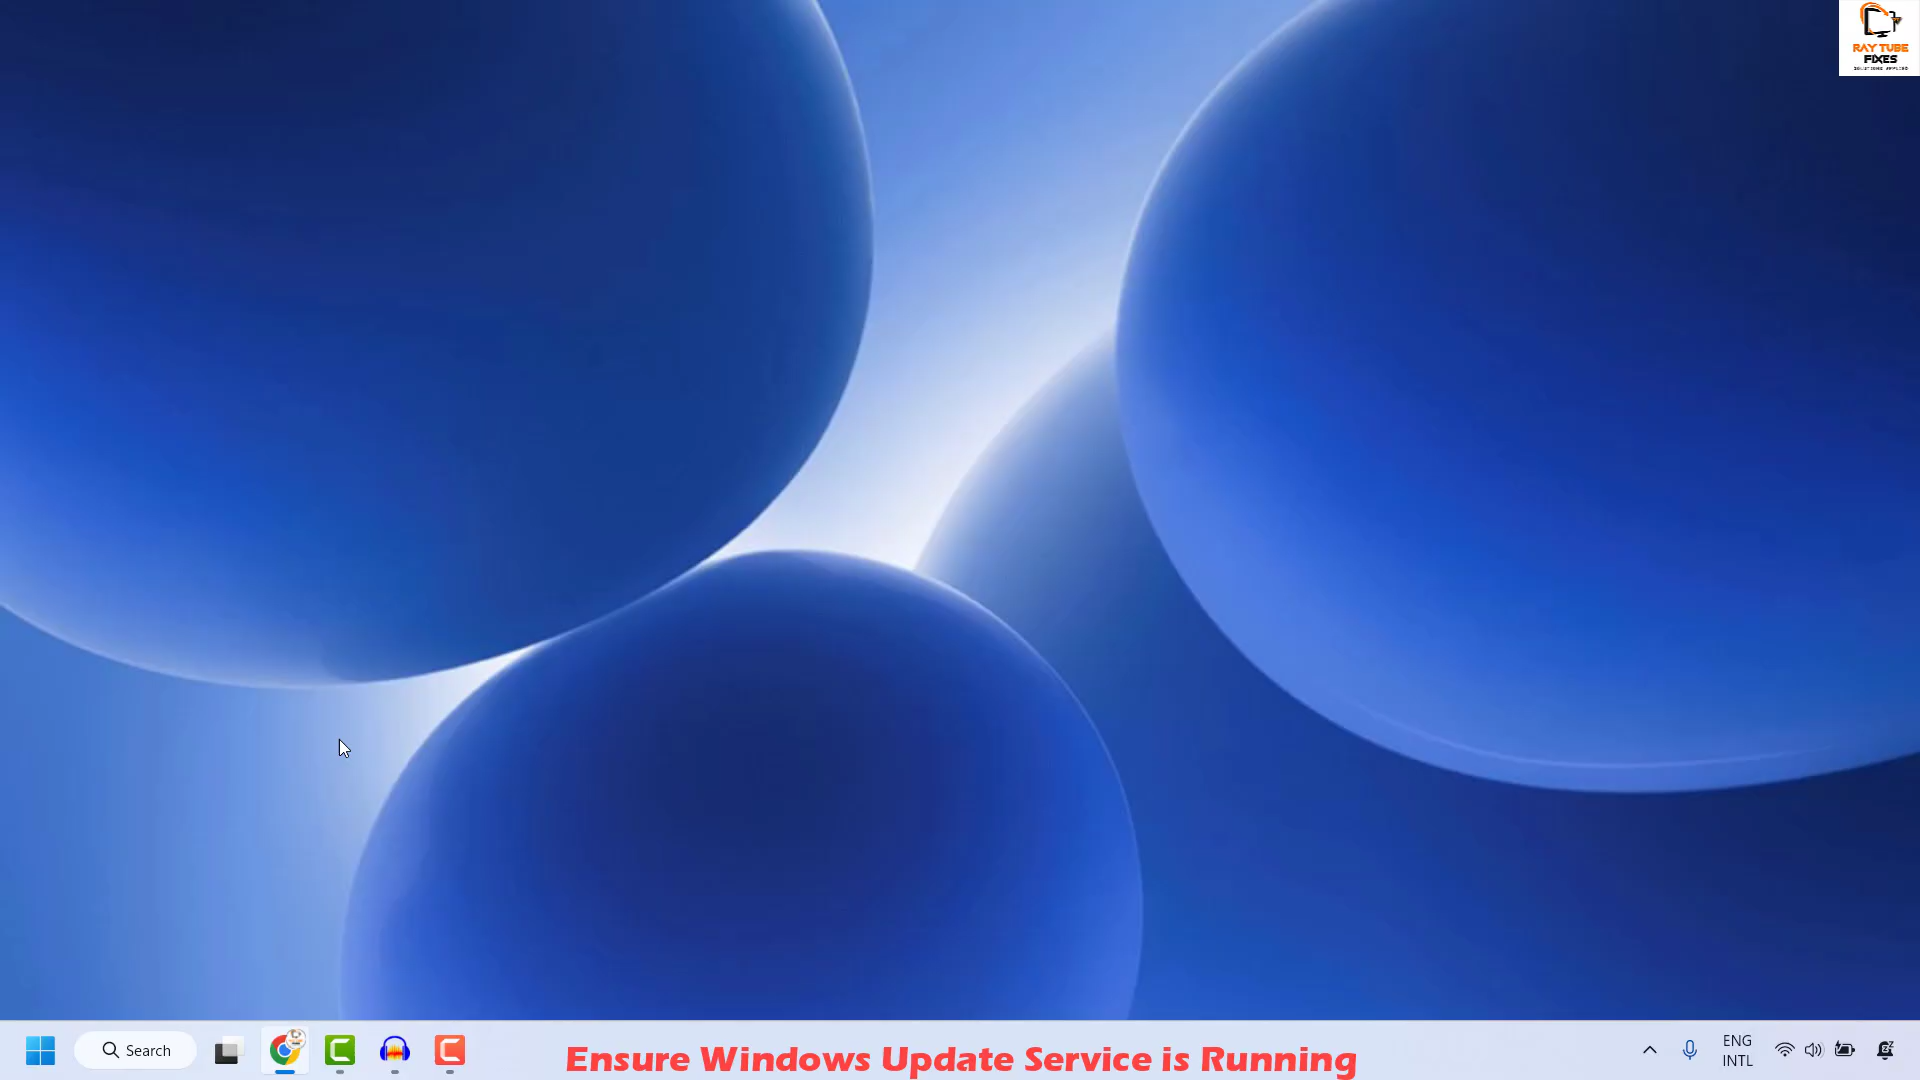 RAY TUBE
FIXES
Search
Ensure Windows Update Service is Running
ENG
INTL